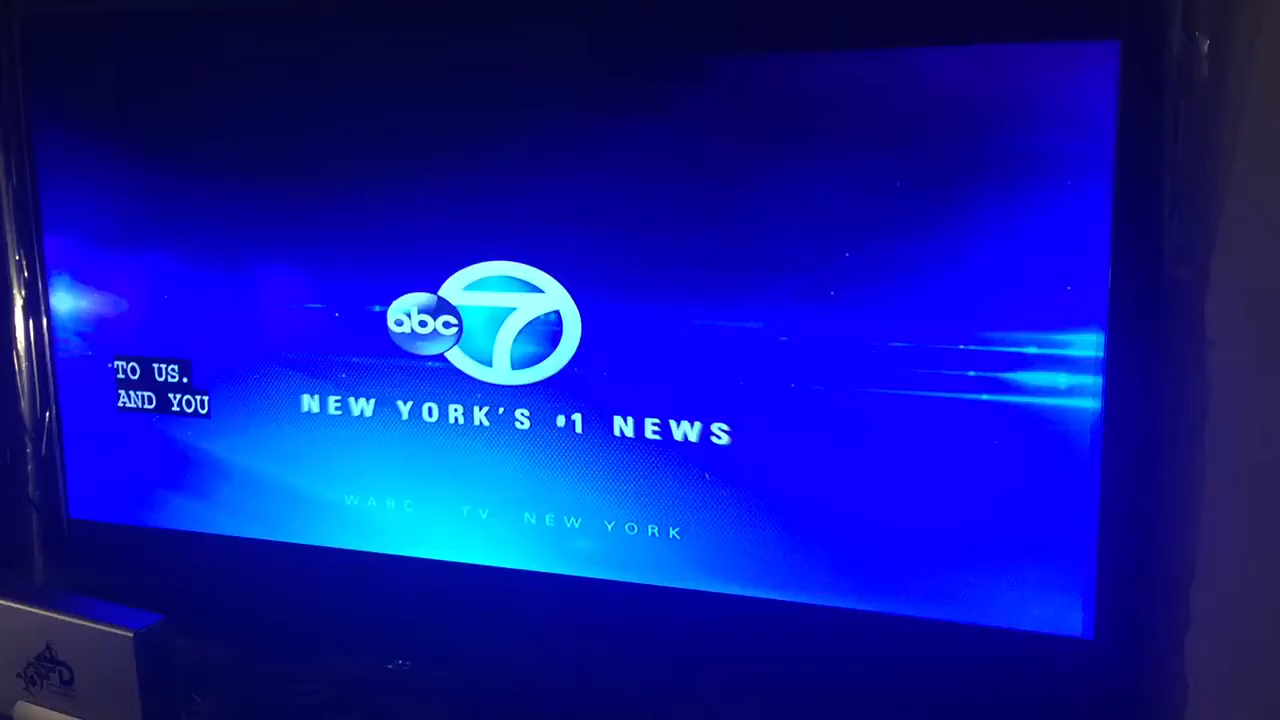 abc 7
TO US.
AND YOU
NEW YORK'S #1 NEWS
WABC TV NEW YORK